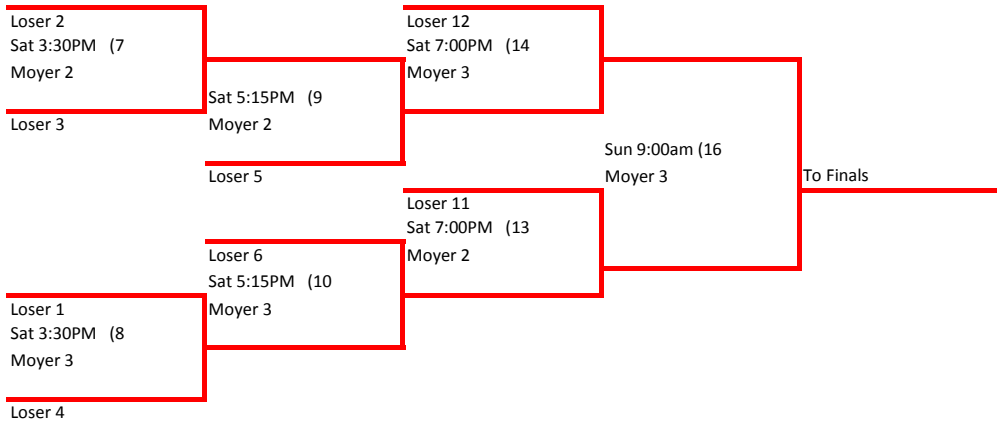 Loser 2
Sat 3:30PM (7
Moyer 2
Loser 3
Sat 5:15PM (9
Moyer 2
Loser 5
Loser 12
Sat 7:00PM (14
Moyer 3
Sun 9:00am (16
Moyer 3
To Finals
Loser 11
Sat 7:00PM (13
Moyer 2
Loser 6
Sat 5:15PM (10
Moyer 3
Loser 1
Sat 3:30PM (8
Moyer 3
Loser 4